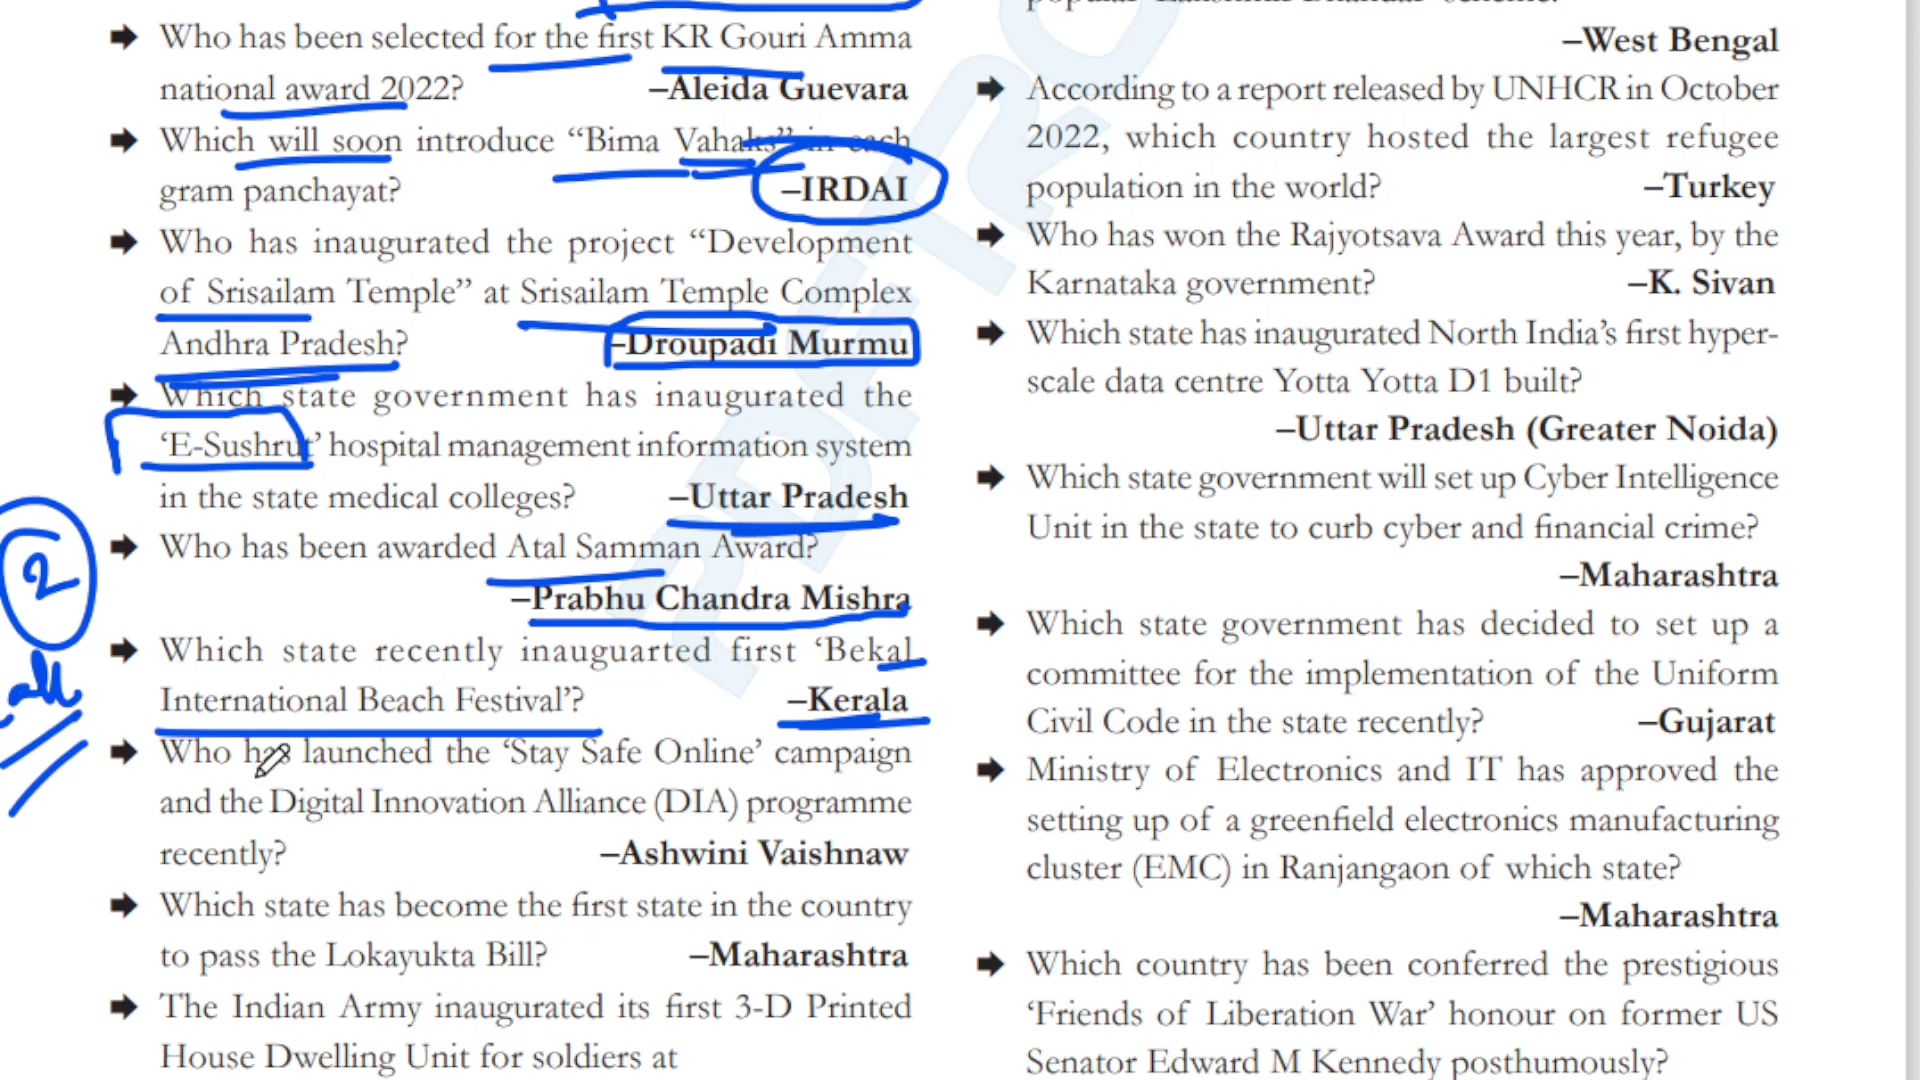 ➡ Who has been selected for the first KR Gouri Amma
national award 2022? –Aleida Guevara
➡ Which will soon introduce “Bima Vahaks” in each
gram panchayat? –IRDAI
➡ Who has inaugurated the project “Development
of Srisailam Temple” at Srisailam Temple Complex
Andhra Pradesh? –Droupadi Murmu
➡ Which state government has inaugurated the
‘E-Sushrut’ hospital management information system
in the state medical colleges? –Uttar Pradesh
➡ Who has been awarded Atal Samman Award?
–Prabhu Chandra Mishra
➡ Which state recently inauguarted first ‘Bekal
International Beach Festival’? –Kerala
➡ Who has launched the ‘Stay Safe Online’ campaign
and the Digital Innovation Alliance (DIA) programme
recently? –Ashwini Vaishnaw
➡ Which state has become the first state in the country
to pass the Lokayukta Bill? –Maharashtra
➡ The Indian Army inaugurated its first 3-D Printed
House Dwelling Unit for soldiers at
2
all
–West Bengal
➡ According to a report released by UNHCR in October
2022, which country hosted the largest refugee
population in the world? –Turkey
➡ Who has won the Rajyotsava Award this year, by the
Karnataka government? –K. Sivan
➡ Which state has inaugurated North India’s first hyper-
scale data centre Yotta Yotta D1 built?
–Uttar Pradesh (Greater Noida)
➡ Which state government will set up Cyber Intelligence
Unit in the state to curb cyber and financial crime?
–Maharashtra
➡ Which state government has decided to set up a
committee for the implementation of the Uniform
Civil Code in the state recently? –Gujarat
➡ Ministry of Electronics and IT has approved the
setting up of a greenfield electronics manufacturing
cluster (EMC) in Ranjangaon of which state?
–Maharashtra
➡ Which country has been conferred the prestigious
‘Friends of Liberation War’ honour on former US
Senator Edward M Kennedy posthumously?